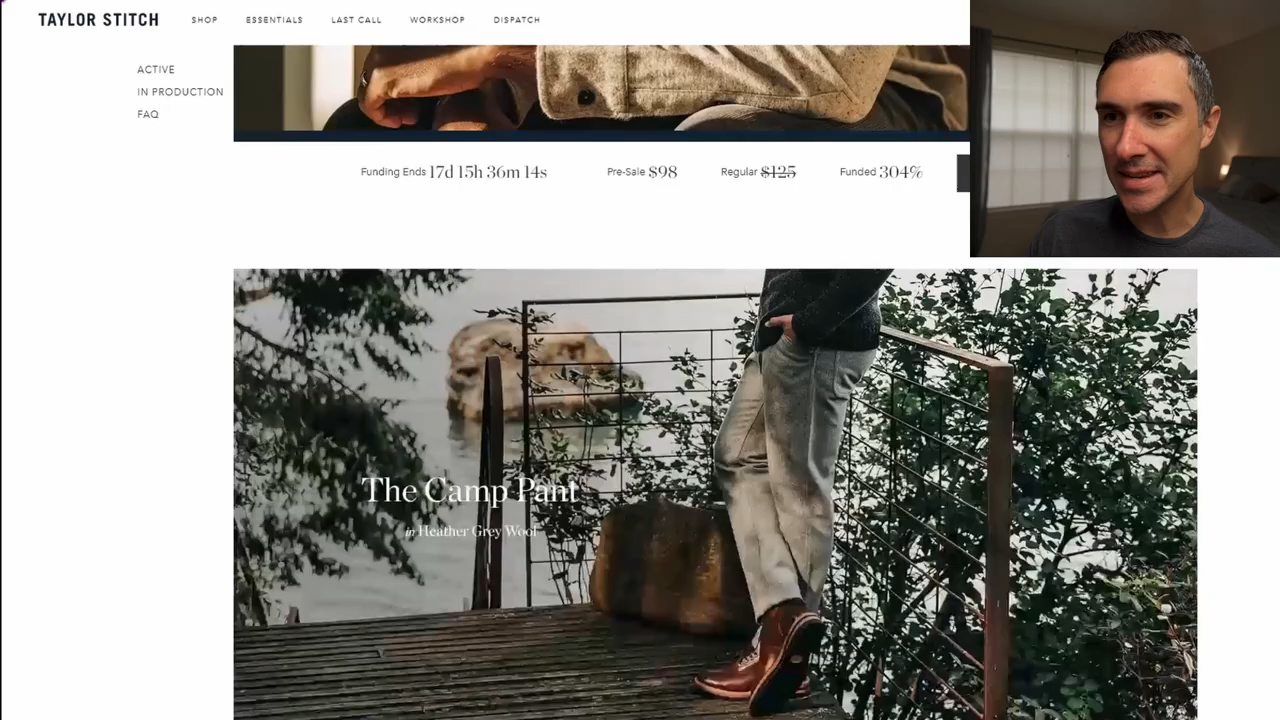 TAYLOR STITCH SHOP ESSENTIALS LAST CALL WORKSHOP DISPATCH
ACTIVE
IN PRODUCTION
FAQ
Funding Ends 17d 15h 36m 14s Pre-Sale $98 Regular $125 Funded 304%
The Camp Pant
in Heather Grey Wool